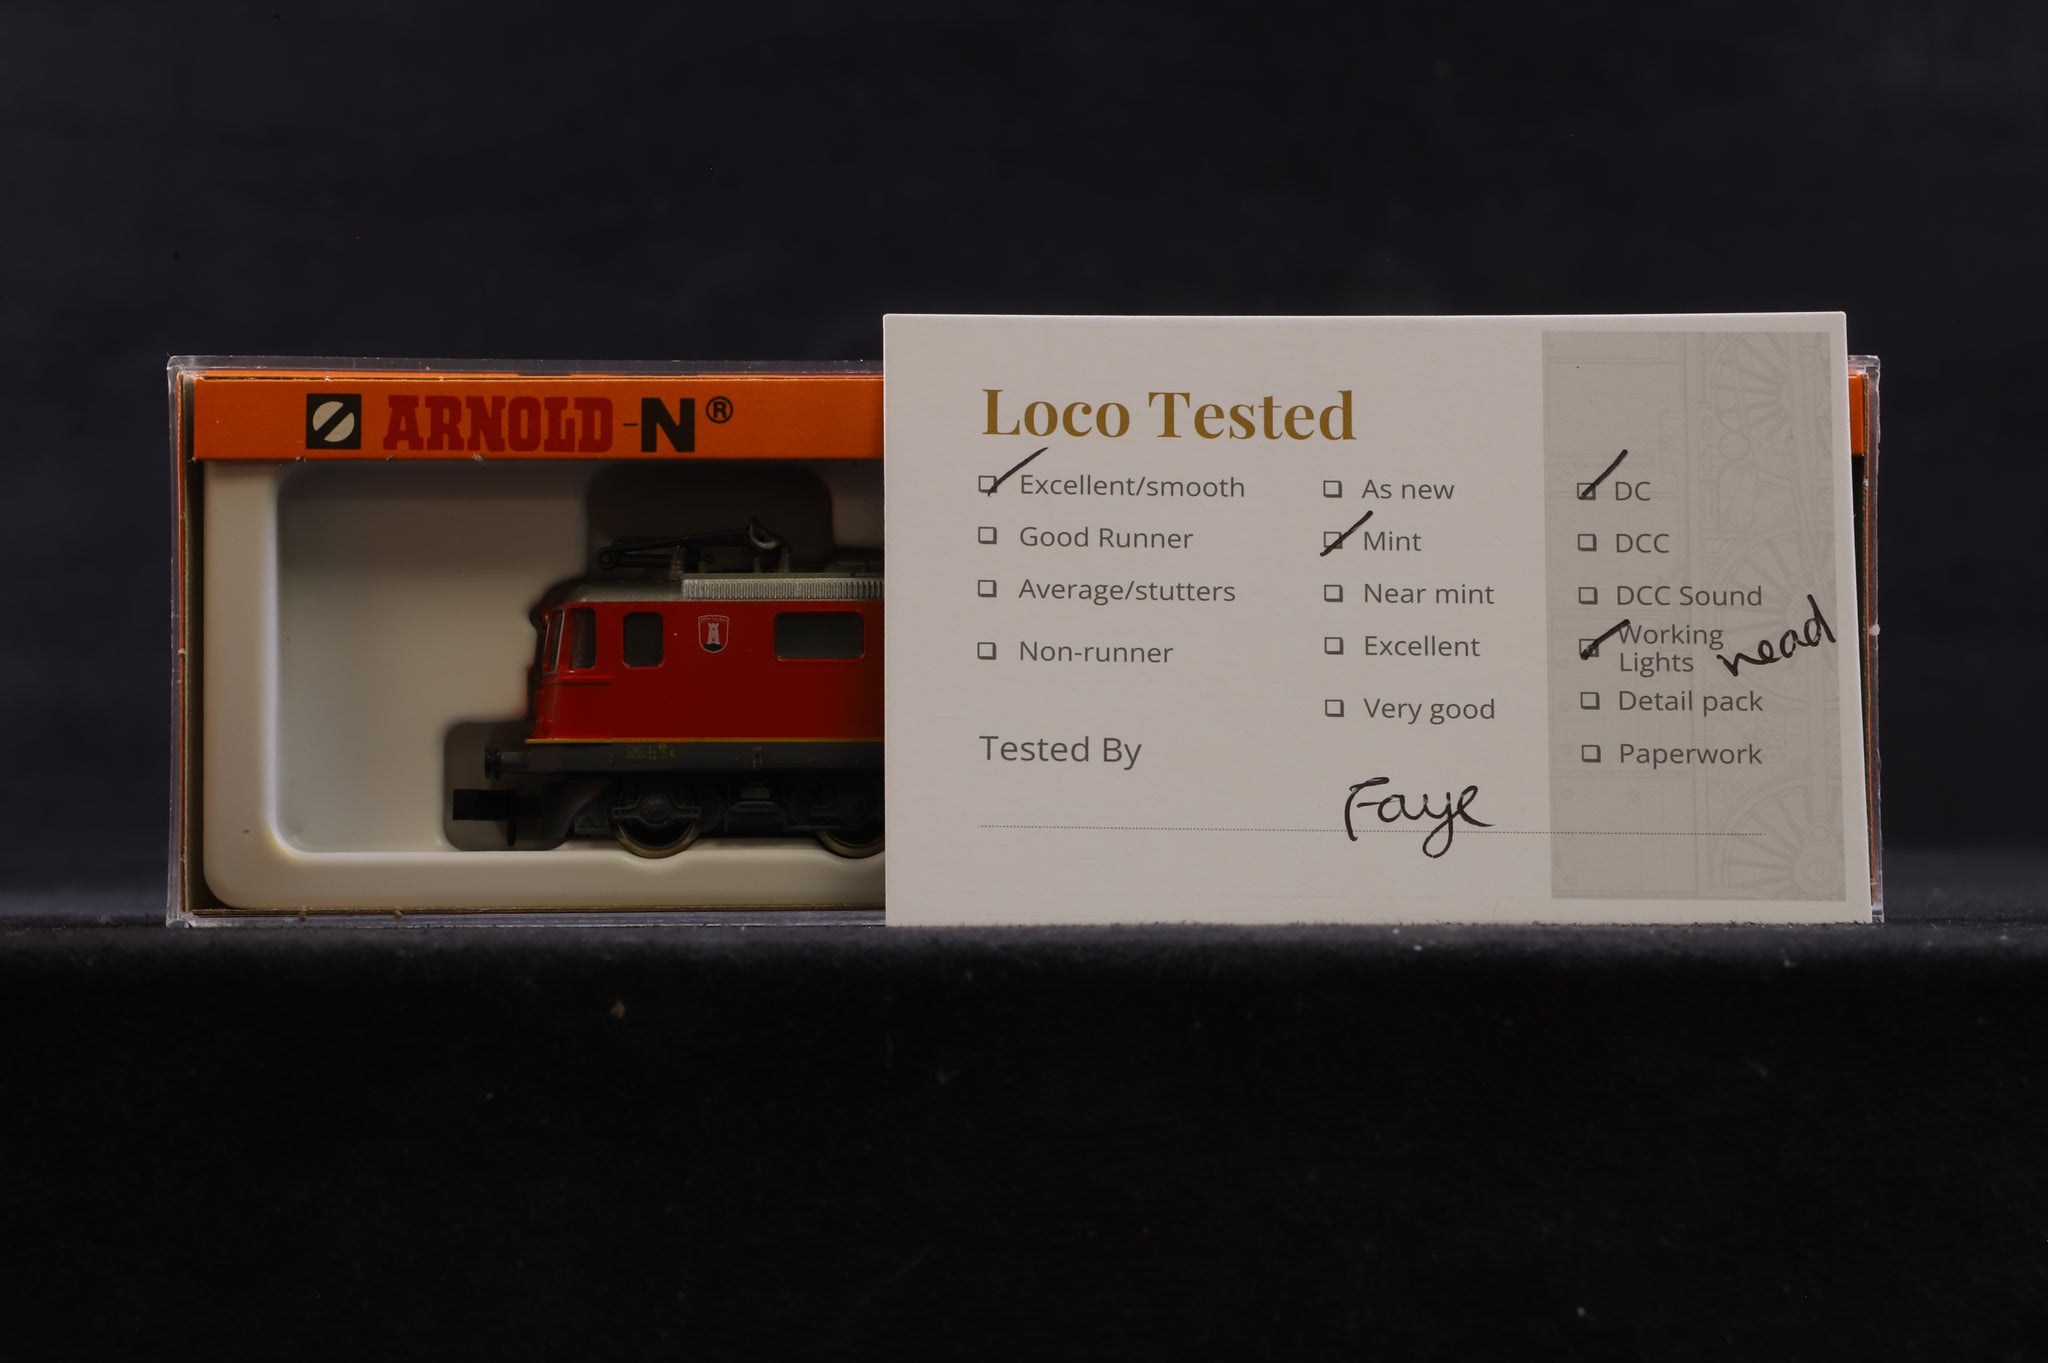 ARNOLD-N®
Loco Tested
Excellent/smooth
Good Runner
Average/stutters
Non-runner
As new
Mint
Near mint
Excellent
Very good
DC
DCC
DCC Sound
Working
Lights head
Detail pack
Paperwork
Tested By
Faye